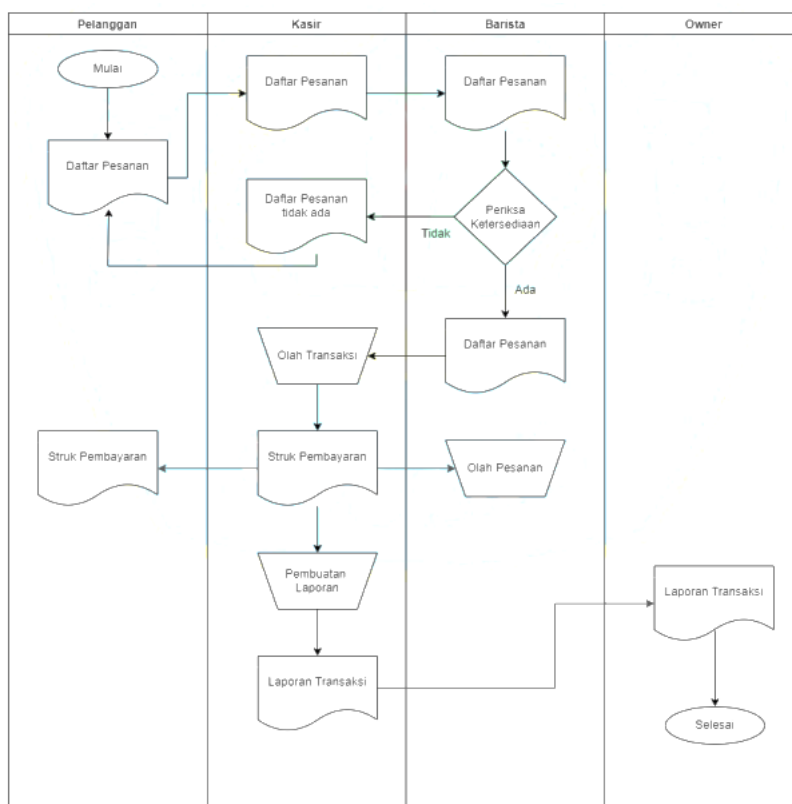 Pelanggan
Kasir
Barista
Owner
Mulai
Daftar Pesanan
Daftar Pesanan
Daftar Pesanan
Daftar Pesanan
tidak ada
Tidak
Periksa
Ketersediaan
Ada
Daftar Pesanan
Olah Transaksi
Struk Pembayaran
Struk Pembayaran
Olah Pesanan
Pembuatan
Laporan
Laporan Transaksi
Laporan Transaksi
Selesai